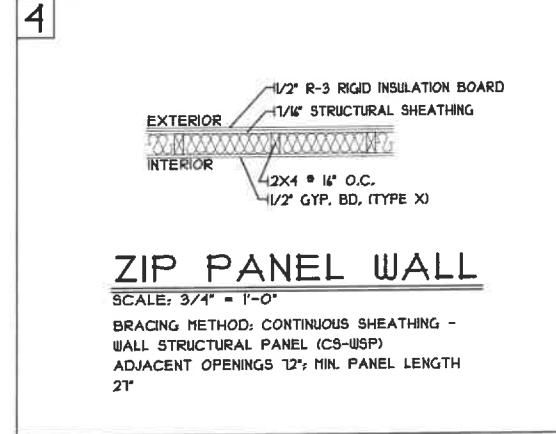 4
1/2" R-3 RIGID INSULATION BOARD
7/16" STRUCTURAL SHEATHING
EXTERIOR
INTERIOR
2X4 @ 16" O.C.
1/2" GYP. BD. (TYPE X)
ZIP PANEL WALL
SCALE: 3/4" = 1'-0"
BRACING METHOD: CONTINUOUS SHEATHING -
WALL STRUCTURAL PANEL (CS-WSP)
ADJACENT OPENINGS 72"; MIN. PANEL LENGTH
27"